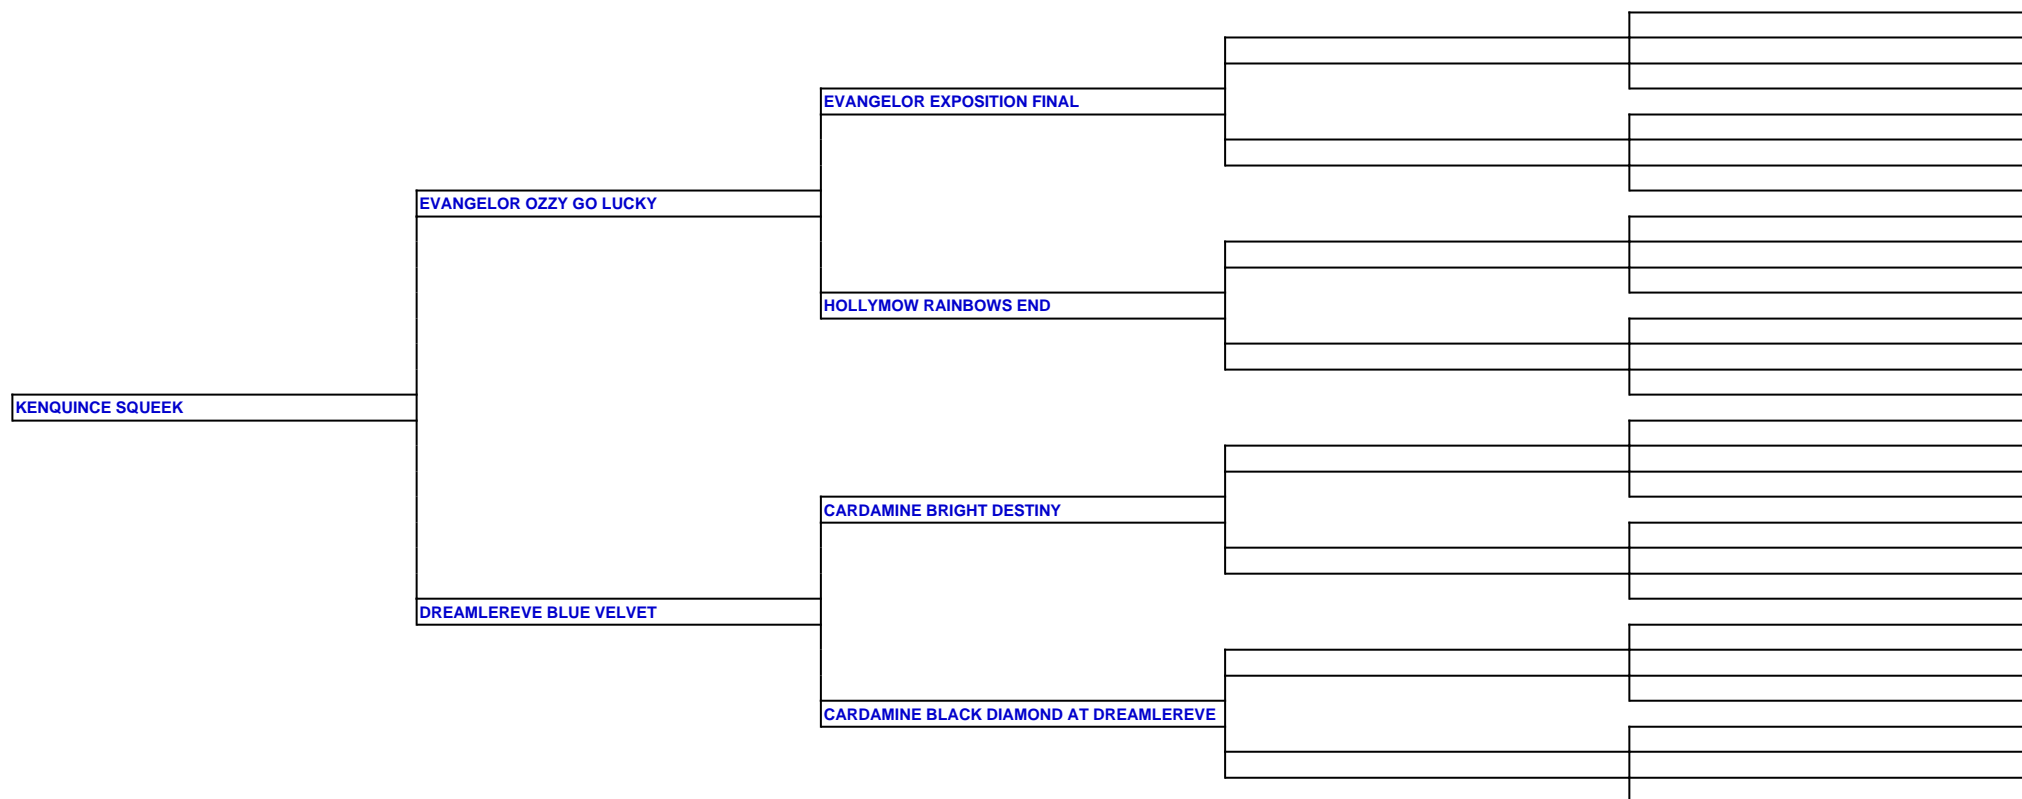 EVANGELOR EXPOSITION FINAL
EVANGELOR OZZY GO LUCKY
HOLLYMOW RAINBOWS END
KENQUINCE SQUEEK
CARDAMINE BRIGHT DESTINY
DREAMLEREVE BLUE VELVET
CARDAMINE BLACK DIAMOND AT DREAMLEREVE